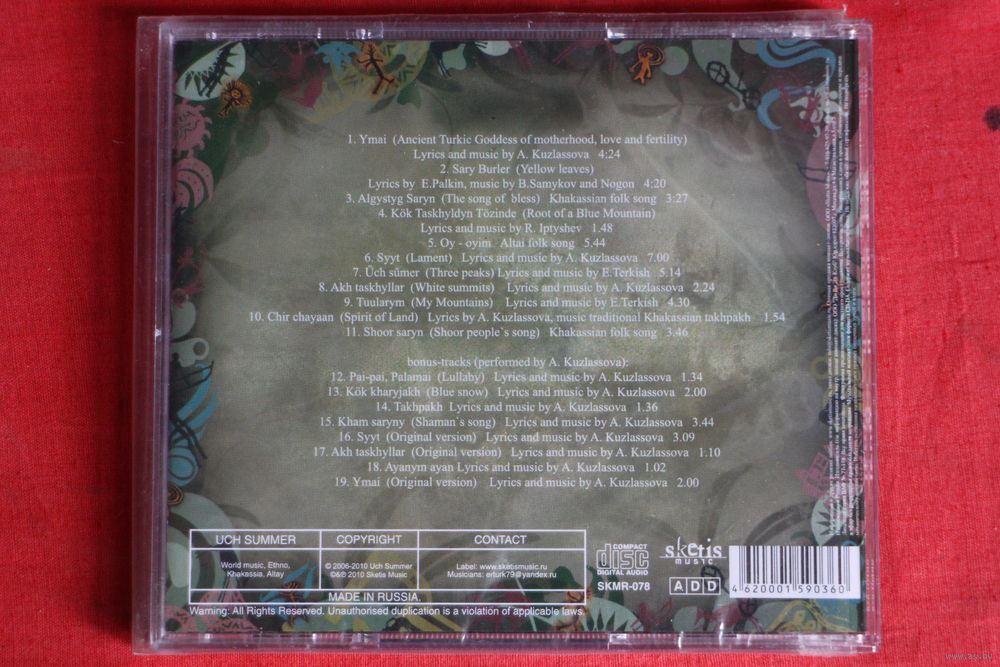 1. Ymai (Ancient Turkic Goddess of motherhood, love and fertility)
Lyrics and music by A. Kuzlassova 4:24
2. Sary Burler (Yellow leaves)
Lyrics by E.Palkin, music by B.Samykov and Nogon 4:20
3. Algystyg Saryn (The song of bless) Khakassian folk song 3:27
4. Kök Taskhyldyn Tözinde (Root of a Blue Mountain)
Lyrics and music by R. Iptyshev 1.48
5. Oy - oyim Altai folk song 5.44
6. Syyt (Lament) Lyrics and music by A. Kuzlassova 7.00
7. Üch sümer (Three peaks) Lyrics and music by E.Terkish 5.14
8. Akh taskhyllar (White summits) Lyrics and music by A. Kuzlassova 2.24
9. Tuularym (My Mountains) Lyrics and music by E.Terkish 4.30
10. Chir chayaan (Spirit of Land) Lyrics by A. Kuzlassova, music traditional Khakassian takhpakh 1.54
11. Shoor saryn (Shoor people`s song) Khakassian folk song 3.46
bonus-tracks (performed by A. Kuzlassova):
12. Pai-pai, Palamai (Lullaby) Lyrics and music by A. Kuzlassova 1.34
13. Kök kharyjakh (Blue snow) Lyrics and music by A. Kuzlassova 2.00
14. Takhpakh Lyrics and music by A. Kuzlassova 1.36
15. Kham saryny (Shaman`s song) Lyrics and music by A. Kuzlassova 3.44
16. Syyt (Original version) Lyrics and music by A. Kuzlassova 3.09
17. Akh taskhyllar (Original version) Lyrics and music by A. Kuzlassova 1.10
18. Ayanym ayan Lyrics and music by A. Kuzlassova 1.02
19. Ymai (Original version) Lyrics and music by A. Kuzlassova 2.00
UCH SUMMER COPYRIGHT CONTACT
World music, Ethno,
Khakassia, Altay
© 2006-2010 Uch Summer
©&℗ 2010 Sketis Music
Label: www.sketismusic.ru
Musicians: erturk79@yandex.ru
MADE IN RUSSIA.
Warning: All Rights Reserved. Unauthorised duplication is a violation of applicable laws.
COMPACT
disc
DIGITAL AUDIO
SKMR-078
sketis
music
A D D
4 620001 590360
www.ay.by